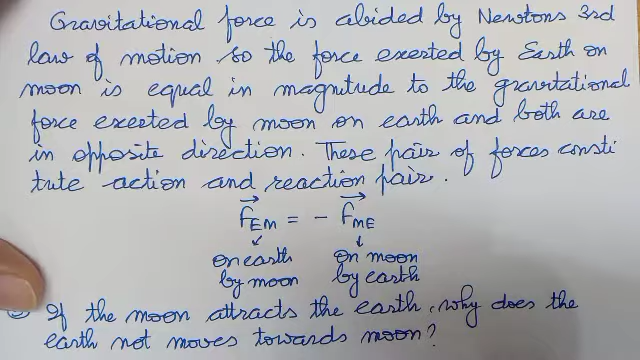 Gravitational force is abided by Newtons 3rd
law of motion so the force exerted by Earth on
moon is equal in magnitude to the gravitational
force exerted by moon on earth and both are
in opposite direction. These pair of forces consti
tute action and reaction pair.
F_EM = - F_ME
on earth on moon
by moon by earth
If the moon attracts the earth, why does the
earth not moves towards moon?